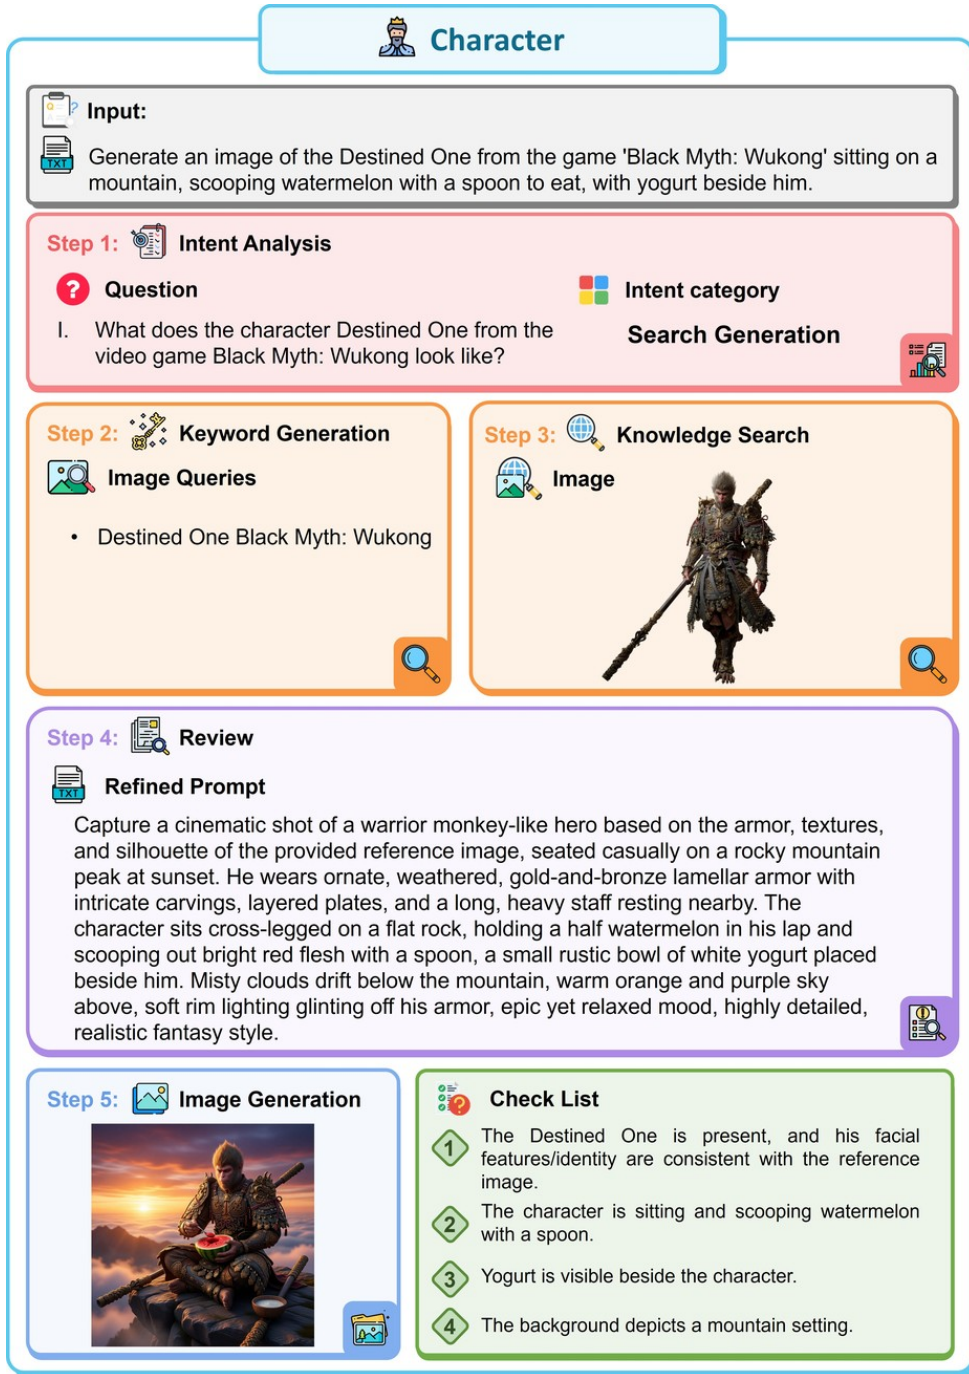 Character
Input:
TXT
Generate an image of the Destined One from the game 'Black Myth: Wukong' sitting on a
mountain, scooping watermelon with a spoon to eat, with yogurt beside him.
Step 1: Intent Analysis
Question
I. What does the character Destined One from the
video game Black Myth: Wukong look like?
Intent category
Search Generation
Step 2: Keyword Generation
Image Queries
• Destined One Black Myth: Wukong
Step 3: Knowledge Search
Image
Step 4: Review
TXT
Refined Prompt
Capture a cinematic shot of a warrior monkey-like hero based on the armor, textures,
and silhouette of the provided reference image, seated casually on a rocky mountain
peak at sunset. He wears ornate, weathered, gold-and-bronze lamellar armor with
intricate carvings, layered plates, and a long, heavy staff resting nearby. The
character sits cross-legged on a flat rock, holding a half watermelon in his lap and
scooping out bright red flesh with a spoon, a small rustic bowl of white yogurt placed
beside him. Misty clouds drift below the mountain, warm orange and purple sky
above, soft rim lighting glinting off his armor, epic yet relaxed mood, highly detailed,
realistic fantasy style.
Step 5: Image Generation
Check List
1 The Destined One is present, and his facial
features/identity are consistent with the reference
image.
2 The character is sitting and scooping watermelon
with a spoon.
3 Yogurt is visible beside the character.
4 The background depicts a mountain setting.